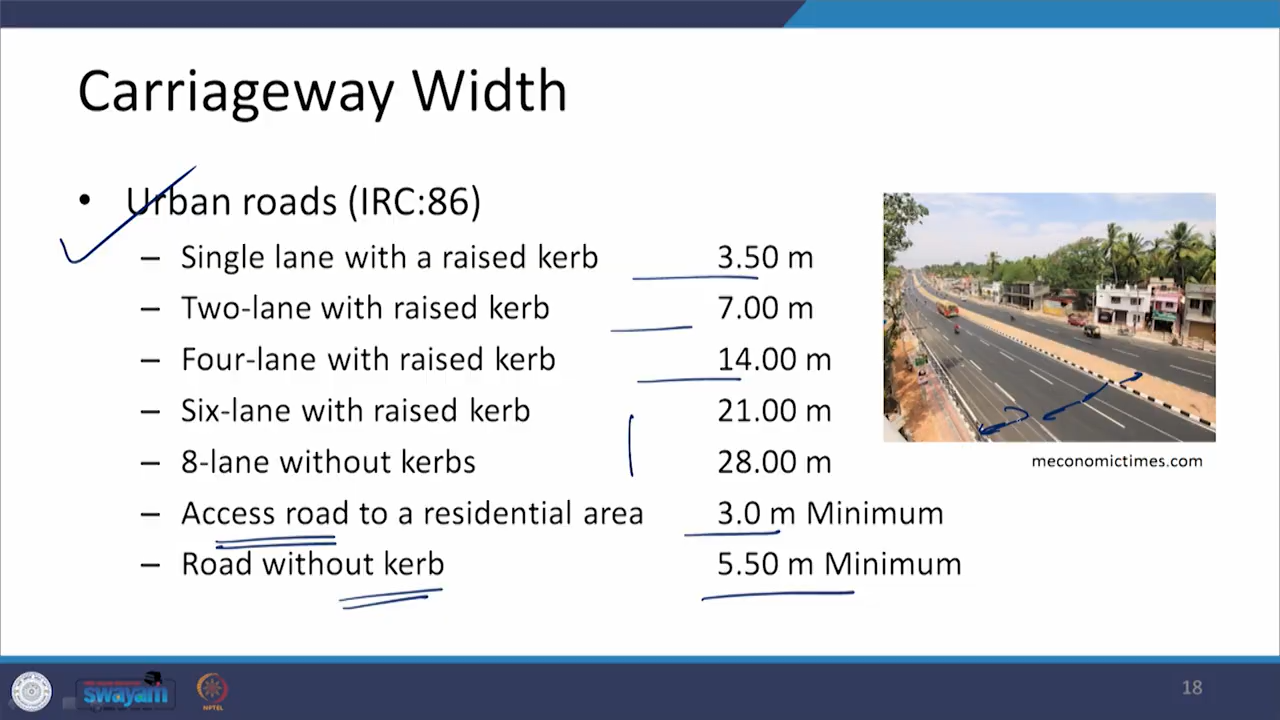 Carriageway Width
• Urban roads (IRC:86)
– Single lane with a raised kerb 3.50 m
– Two-lane with raised kerb 7.00 m
– Four-lane with raised kerb 14.00 m
– Six-lane with raised kerb 21.00 m
– 8-lane without kerbs 28.00 m
– Access road to a residential area 3.0 m Minimum
– Road without kerb 5.50 m Minimum
meconomictimes.com
swayam
NPTEL
18